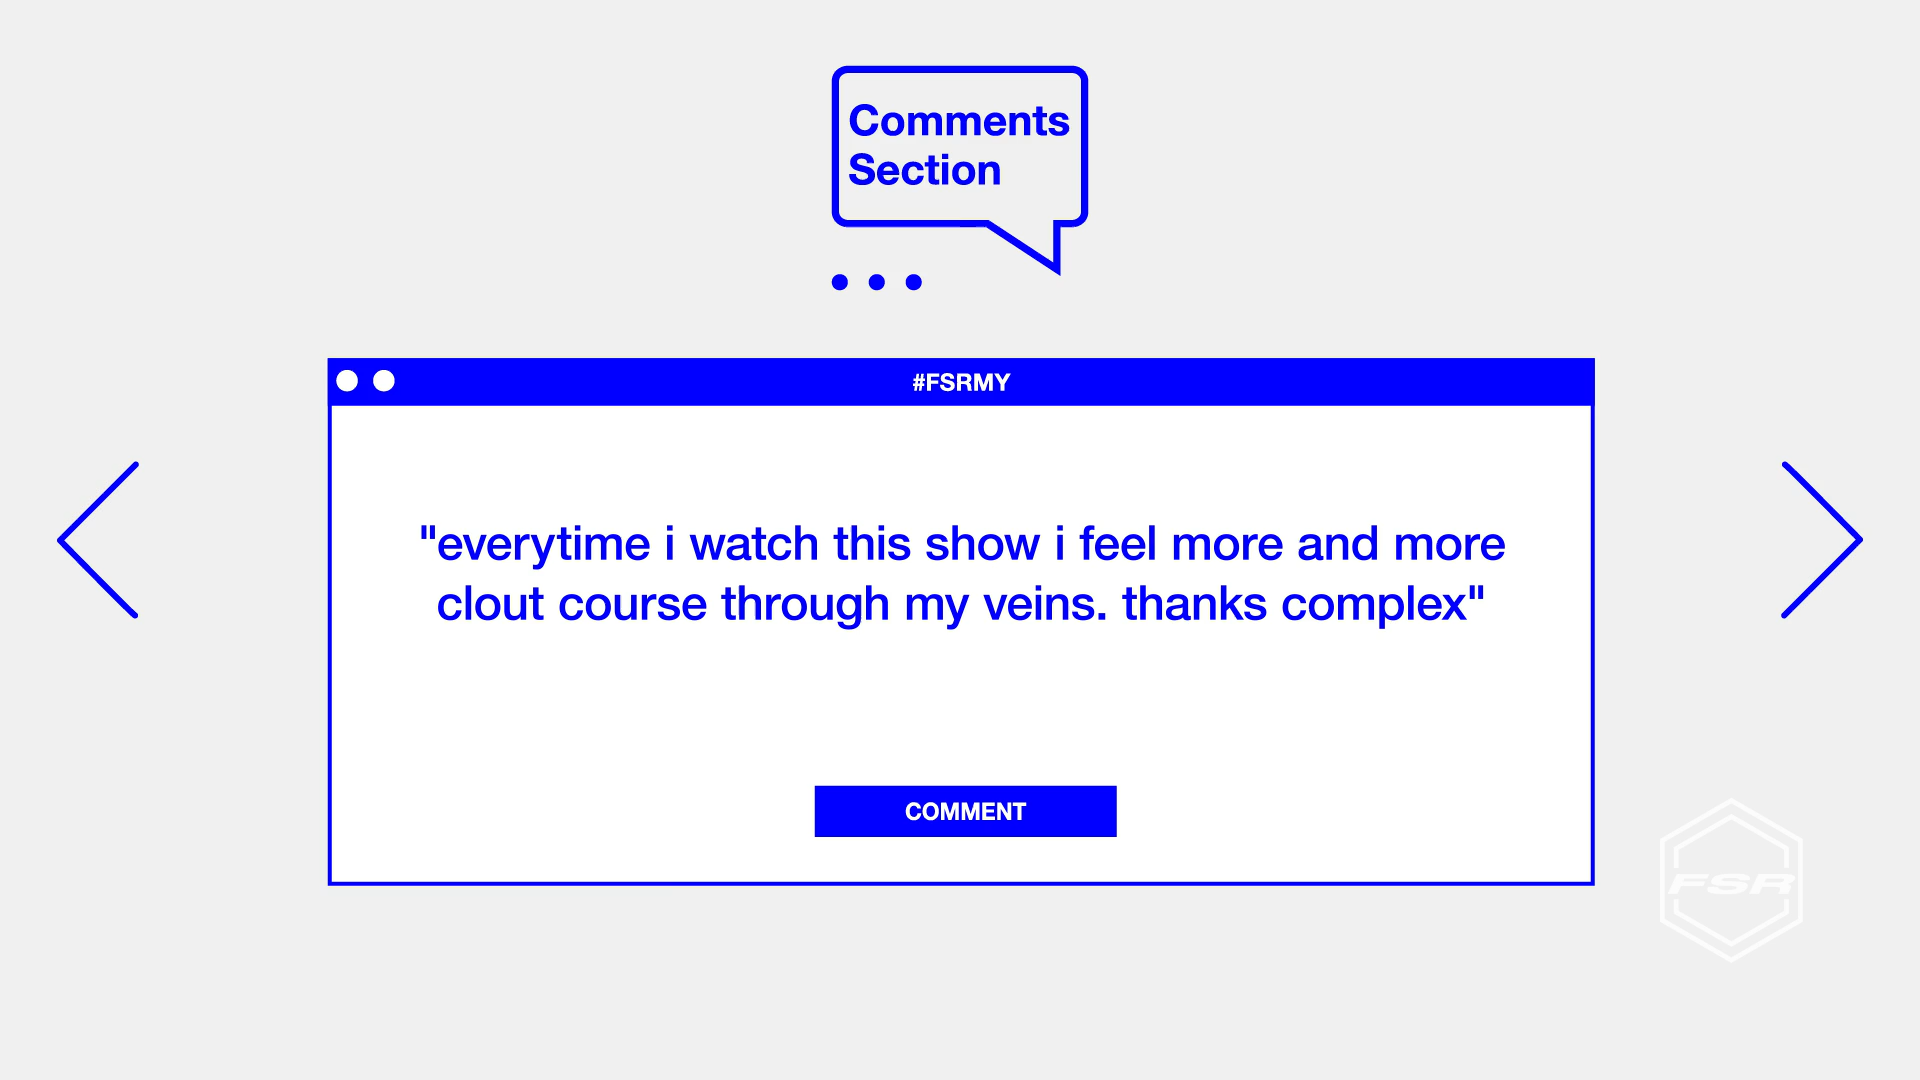 Comments
Section
#FSRMY
"everytime i watch this show i feel more and more
clout course through my veins. thanks complex"
COMMENT
FSR